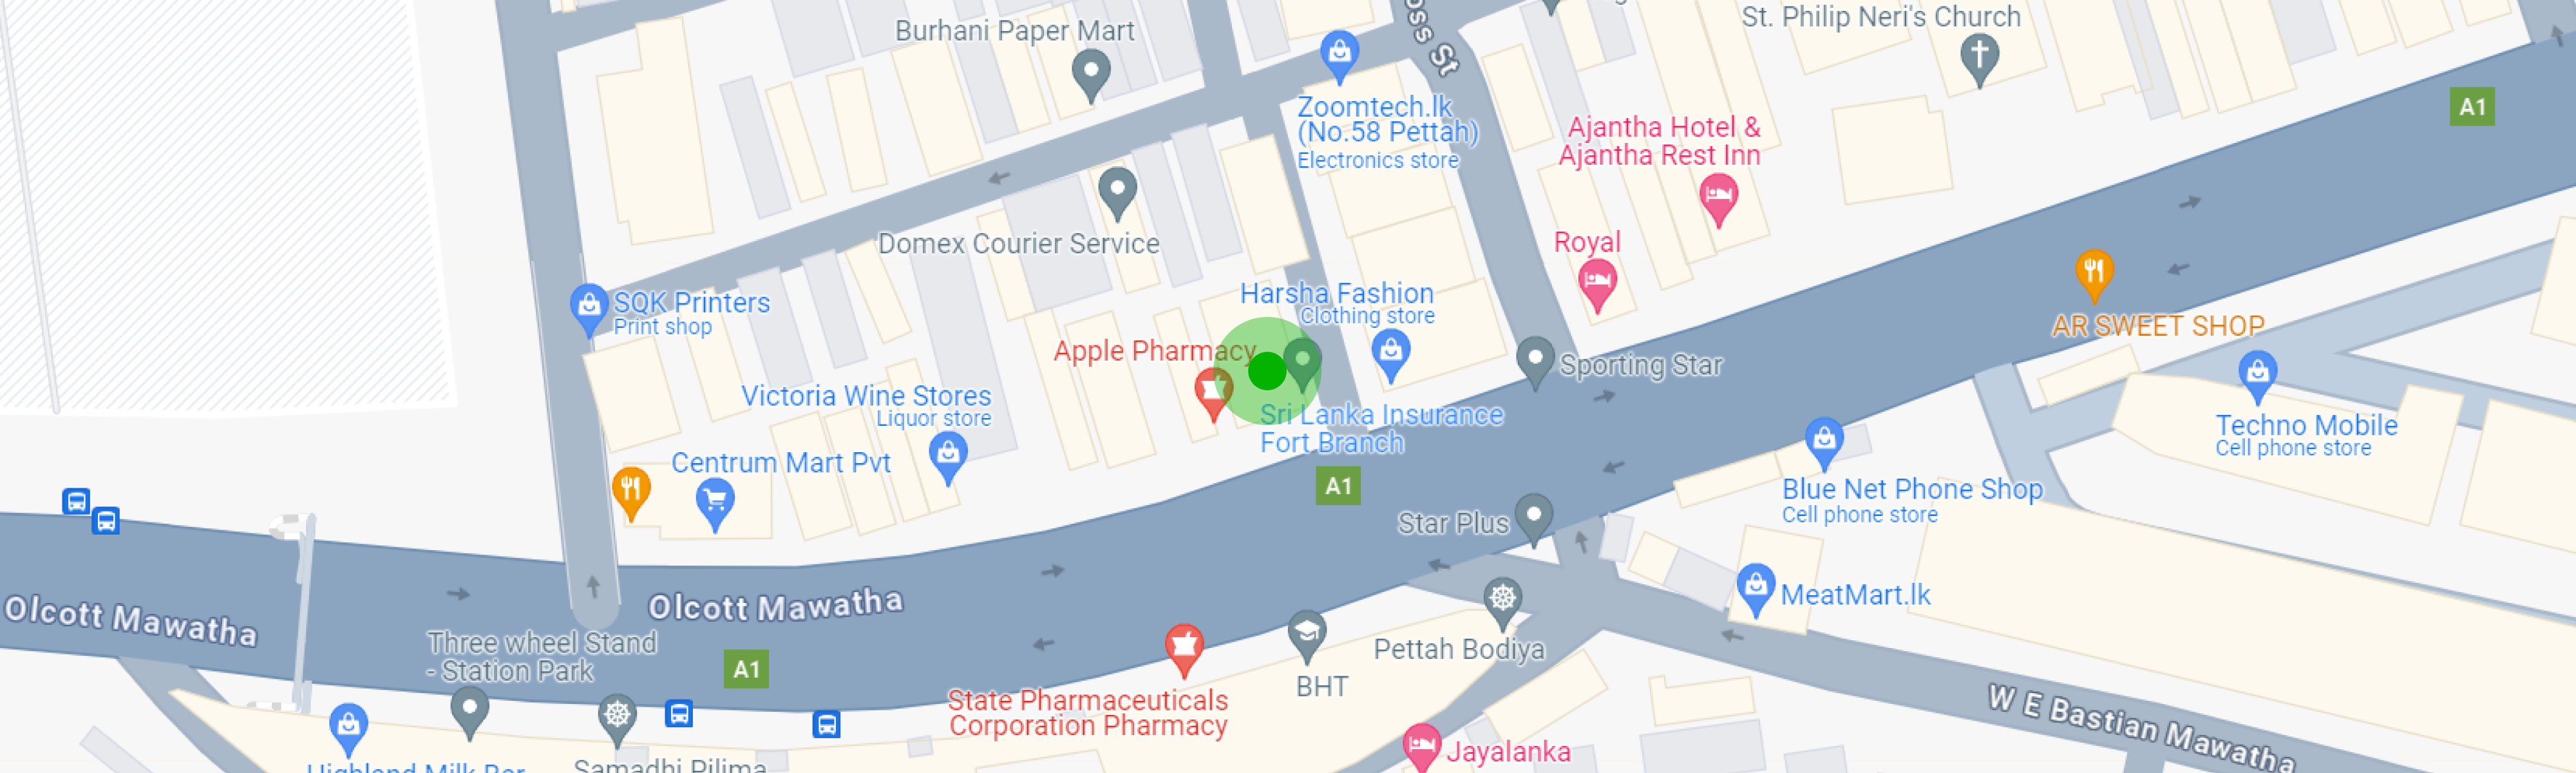 Burhani Paper Mart
oss St
St. Philip Neri's Church
A1
Zoomtech.lk
(No.58 Pettah)
Electronics store
Ajantha Hotel &
Ajantha Rest Inn
Domex Courier Service
Royal
SQK Printers
Print shop
Harsha Fashion
Clothing store
AR SWEET SHOP
Apple Pharmacy
Sporting Star
Victoria Wine Stores
Liquor store
Sri Lanka Insurance
Fort Branch
Techno Mobile
Cell phone store
Centrum Mart Pvt
A1
Blue Net Phone Shop
Cell phone store
Star Plus
Olcott Mawatha
Olcott Mawatha
MeatMart.lk
Three wheel Stand
- Station Park
A1
Pettah Bodiya
BHT
State Pharmaceuticals
Corporation Pharmacy
W E Bastian Mawatha
Jayalanka
Highland Milk Bar
Samadhi Pilima